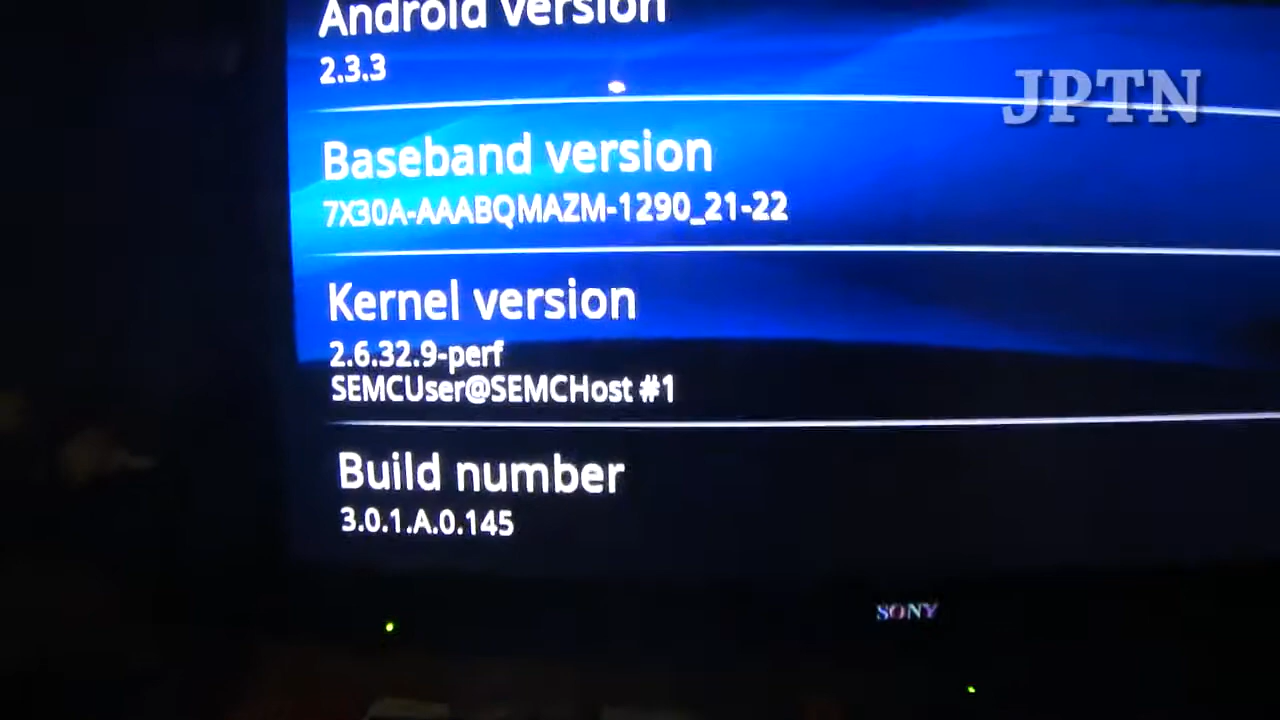 Android version
2.3.3
JPTN
Baseband version
7X30A-AAABQMAZM-1290_21-22
Kernel version
2.6.32.9-perf
SEMCUser@SEMCHost #1
Build number
3.0.1.A.0.145
SONY